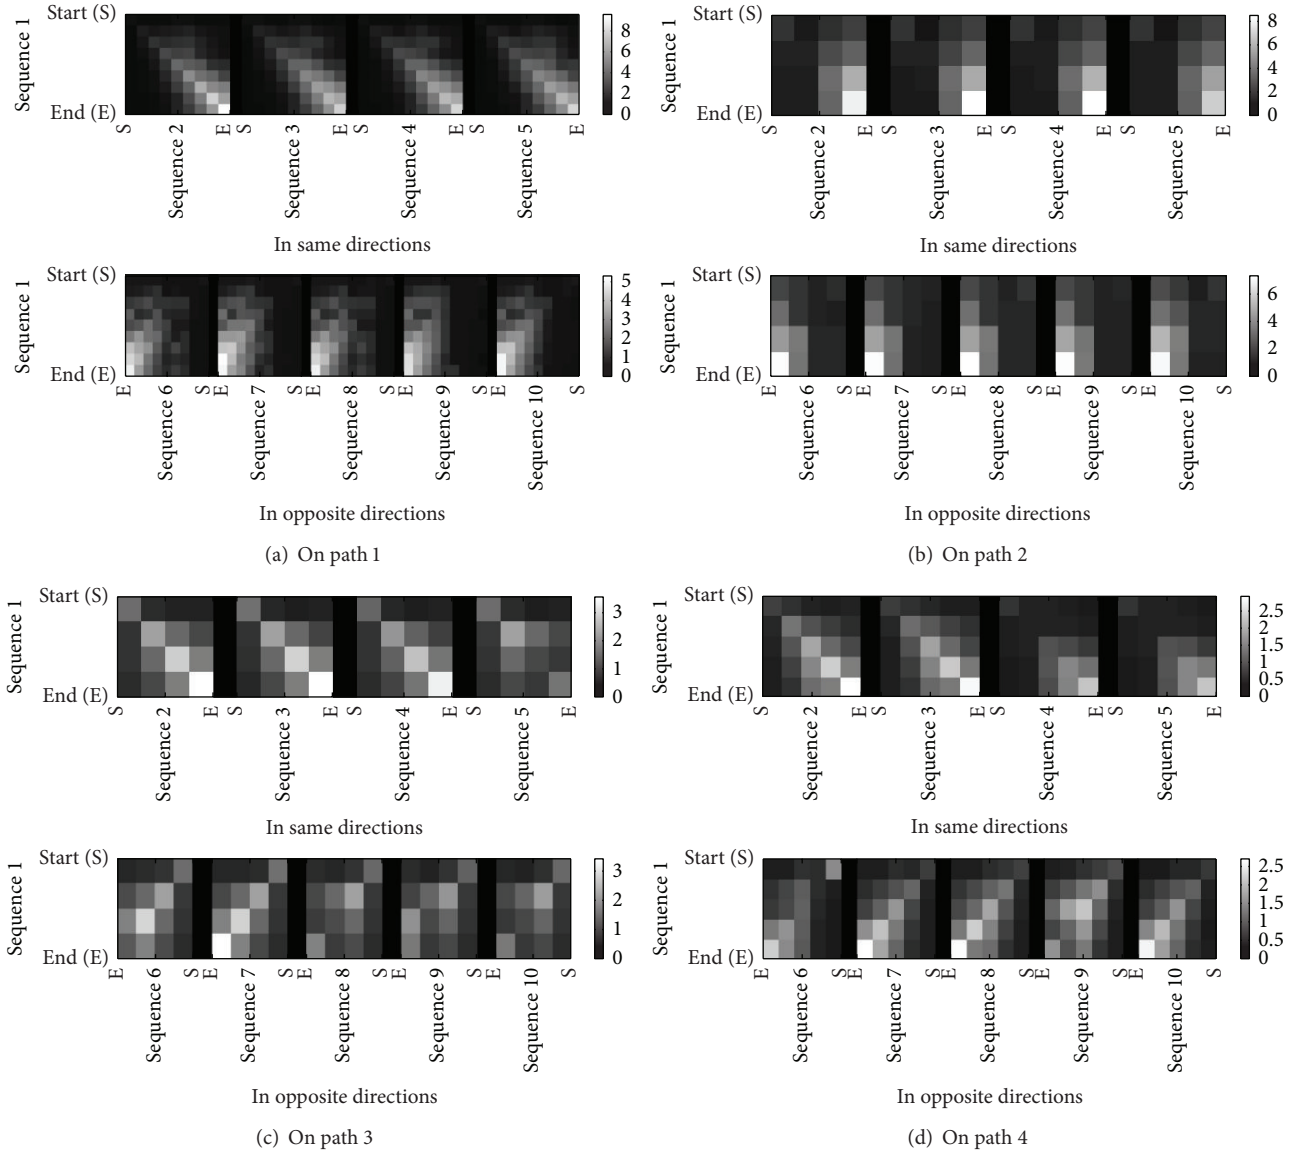 Sequence 1
Start (S)
End (E)
S
Sequence 2
E
S
Sequence 3
E
S
Sequence 4
E
S
Sequence 5
E
8
6
4
2
0
In same directions
Sequence 1
Start (S)
End (E)
S
Sequence 2
E
S
Sequence 3
E
S
Sequence 4
E
S
Sequence 5
E
8
6
4
2
0
In same directions
Sequence 1
Start (S)
End (E)
E
Sequence 6
S
E
Sequence 7
S
E
Sequence 8
S
E
Sequence 9
S
E
Sequence 10
S
5
4
3
2
1
0
In opposite directions
(a) On path 1
Sequence 1
Start (S)
End (E)
E
Sequence 6
S
E
Sequence 7
S
E
Sequence 8
S
E
Sequence 9
S
E
Sequence 10
S
6
4
2
0
In opposite directions
(b) On path 2
Sequence 1
Start (S)
End (E)
S
Sequence 2
E
S
Sequence 3
E
S
Sequence 4
E
S
Sequence 5
E
3
2
1
0
In same directions
Sequence 1
Start (S)
End (E)
S
Sequence 2
E
S
Sequence 3
E
S
Sequence 4
E
S
Sequence 5
E
2.5
2
1.5
1
0.5
0
In same directions
Sequence 1
Start (S)
End (E)
E
Sequence 6
S
E
Sequence 7
S
E
Sequence 8
S
E
Sequence 9
S
E
Sequence 10
S
3
2
1
0
In opposite directions
(c) On path 3
Sequence 1
Start (S)
End (E)
E
Sequence 6
S
E
Sequence 7
S
E
Sequence 8
S
E
Sequence 9
S
E
Sequence 10
S
2.5
2
1.5
1
0.5
0
In opposite directions
(d) On path 4